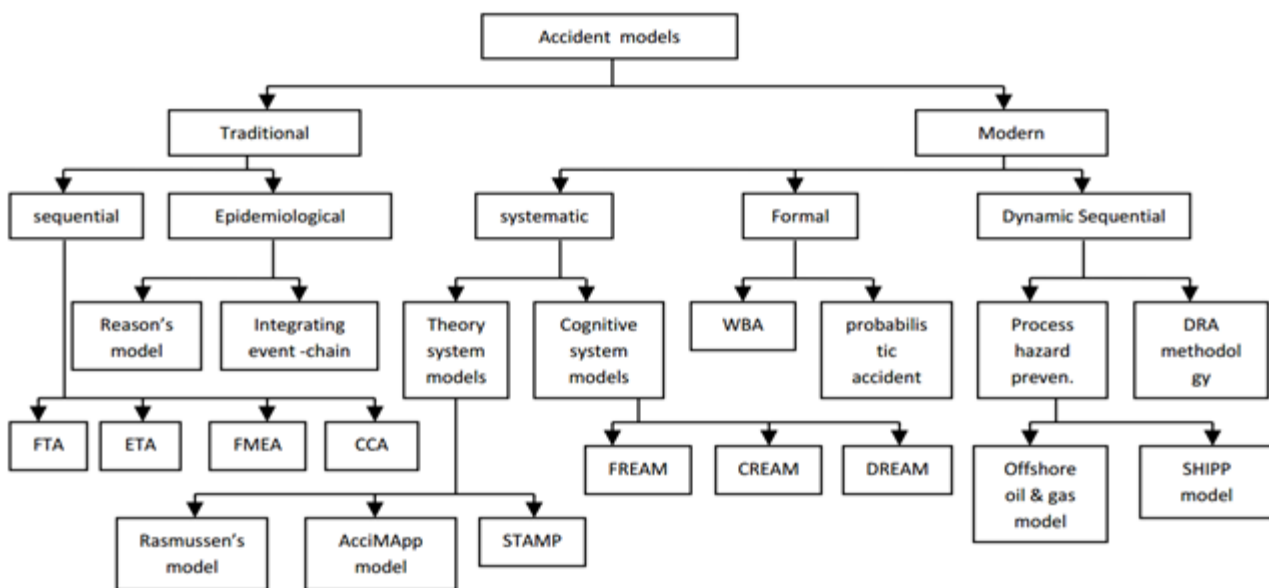 Accident models
Traditional
Modern
sequential
Epidemiological
systematic
Formal
Dynamic Sequential
Reason's
model
Integrating
event -chain
Theory
system
models
Cognitive
system
models
WBA
probabilis
tic
accident
Process
hazard
preven.
DRA
methodol
gy
FTA
ETA
FMEA
CCA
FREAM
CREAM
DREAM
Offshore
oil & gas
model
SHIPP
model
Rasmussen's
model
AcciMApp
model
STAMP